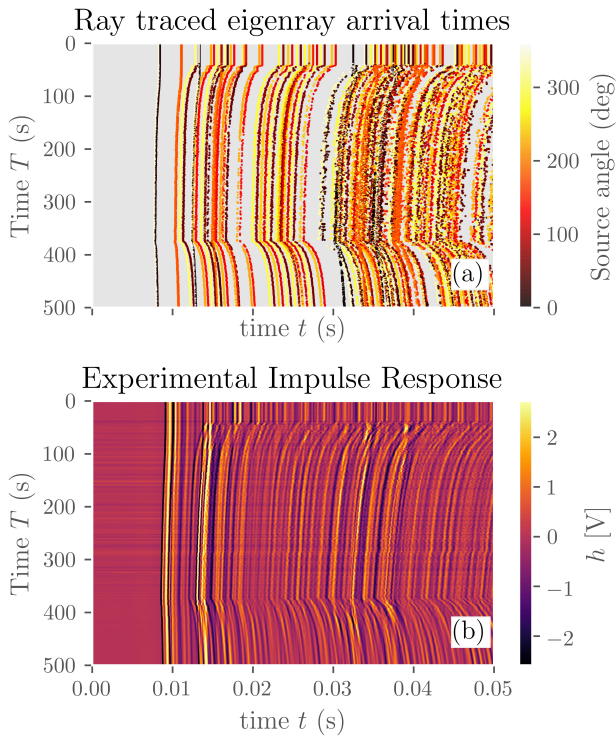 Ray traced eigenray arrival times
0
100
200
300
400
500
Time T (s)
time t (s)
(a)
300
200
100
0
Source angle (deg)
Experimental Impulse Response
0
100
200
300
400
500
Time T (s)
(b)
0.00 0.01 0.02 0.03 0.04 0.05
time t (s)
2
1
0
−1
−2
h [V]